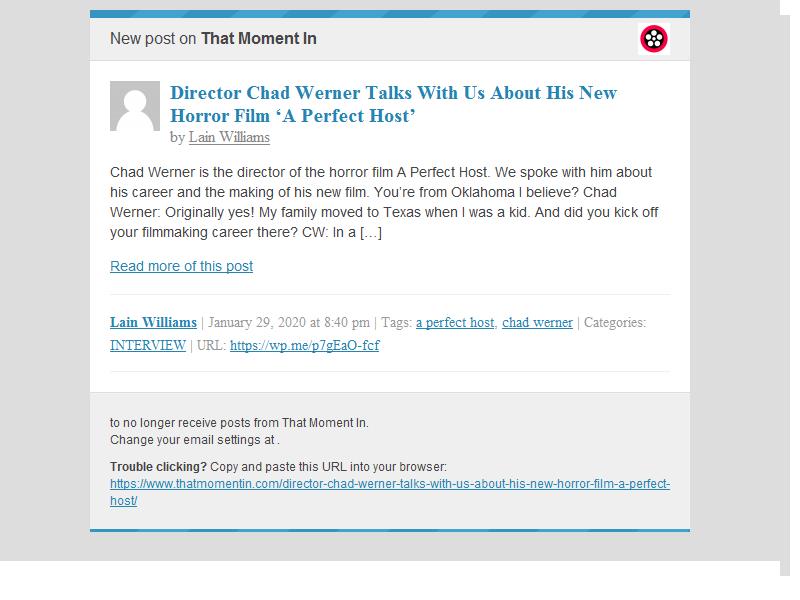 New post on That Moment In
Director Chad Werner Talks With Us About His New
Horror Film ‘A Perfect Host’
by Lain Williams
Chad Werner is the director of the horror film A Perfect Host. We spoke with him about
his career and the making of his new film. You’re from Oklahoma I believe? Chad
Werner: Originally yes! My family moved to Texas when I was a kid. And did you kick off
your filmmaking career there? CW: In a […]
Read more of this post
Lain Williams | January 29, 2020 at 8:40 pm | Tags: a perfect host, chad werner | Categories:
INTERVIEW | URL: https://wp.me/p7gEaO-fcf
to no longer receive posts from That Moment In.
Change your email settings at .
Trouble clicking? Copy and paste this URL into your browser:
https://www.thatmomentin.com/director-chad-werner-talks-with-us-about-his-new-horror-film-a-perfect-
host/